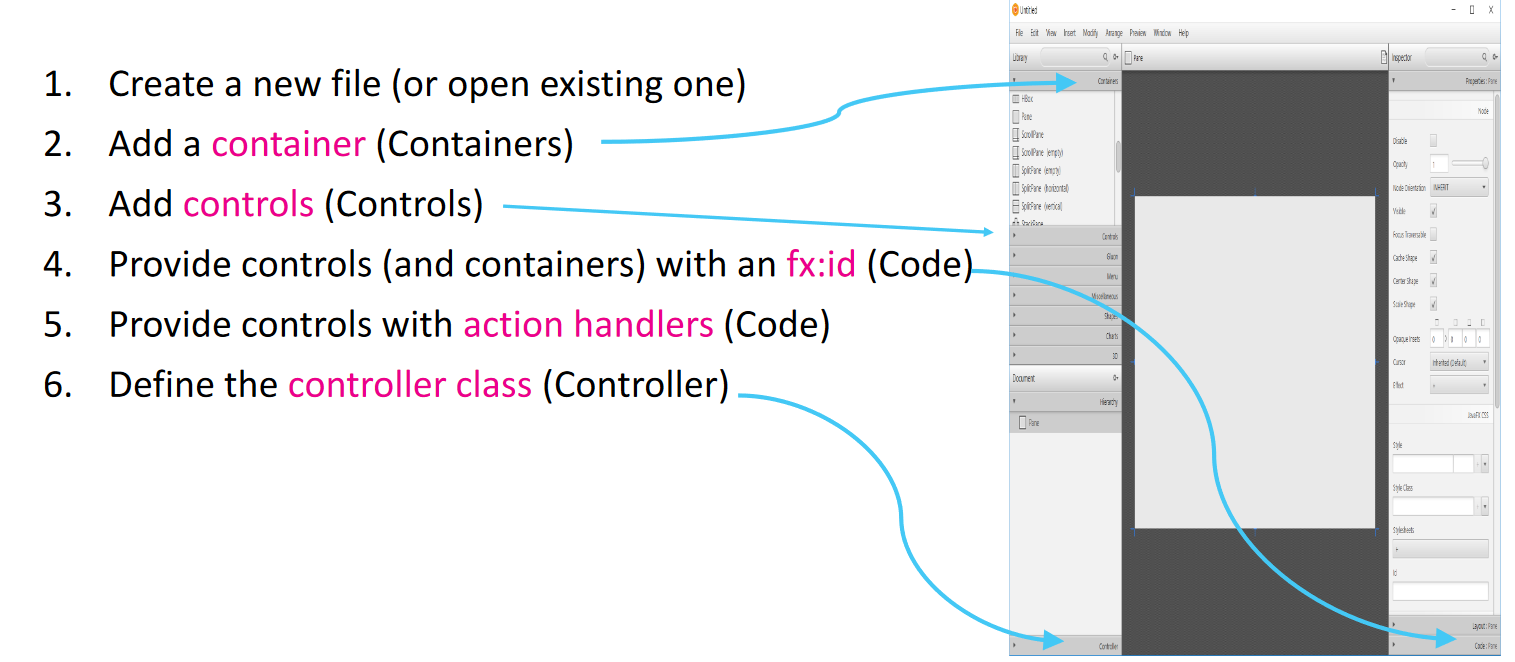 1. Create a new file (or open existing one)
2. Add a container (Containers)
3. Add controls (Controls)
4. Provide controls (and containers) with an fx:id (Code)
5. Provide controls with action handlers (Code)
6. Define the controller class (Controller)
Untitled
File Edit View Insert Modify Arrange Preview Window Help
Library
Containers
HBox
Pane
ScrollPane
ScrollPane (empty)
SplitPane (empty)
SplitPane (horizontal)
SplitPane (vertical)
StackPane
Controls
Gluon
Menu
Miscellaneous
Shapes
Charts
3D
Document
Hierarchy
Pane
Controller
Pane
Inspector
Properties : Pane
Node
Disable
Opacity 1
Node Orientation INHERIT
Visible
Focus Traversable
Cache Shape
Center Shape
Scale Shape
Opaque Insets 0 0 0 0
Cursor Inherited (Default)
Effect +
JavaFX CSS
Style
Style Class
Stylesheets
+
Id
Layout : Pane
Code : Pane